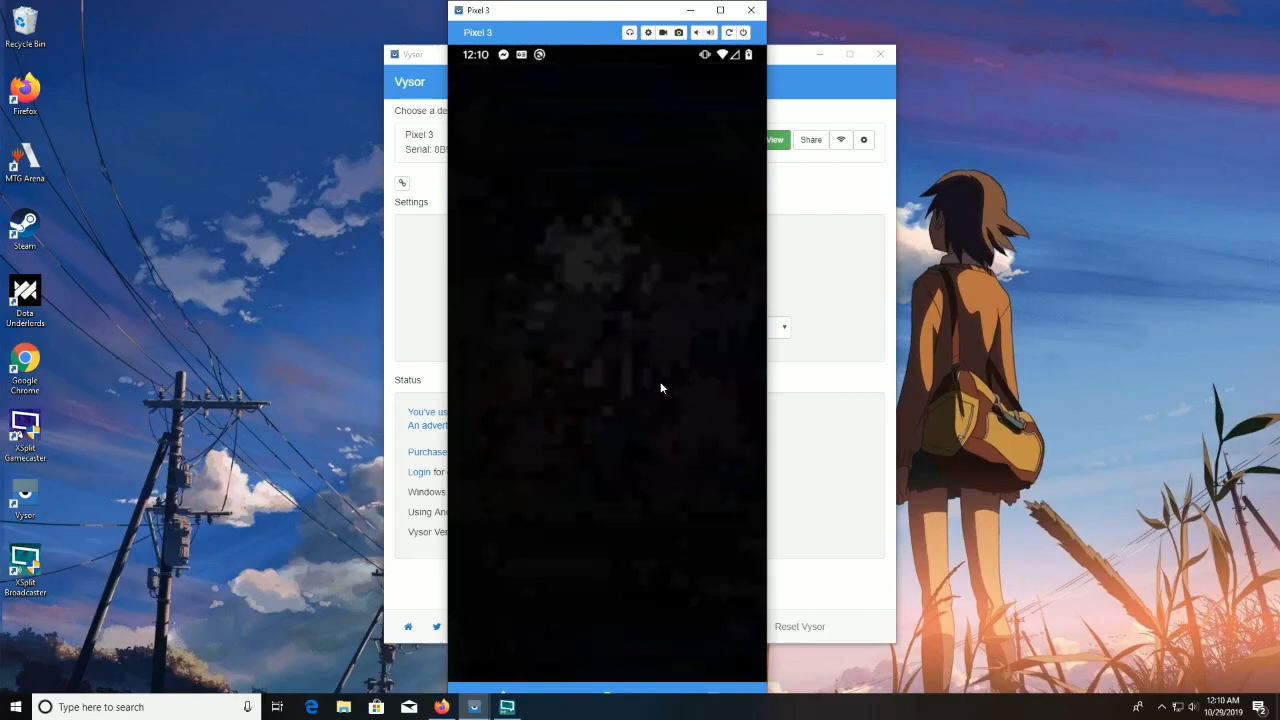 Recycle Bin
Firefox
MTG Arena
Steam
Dota
Underlords
Google
Chrome
XSplit
Gamecaster
Vysor
XSplit
Broadcaster
Vysor
Vysor
Choose a de
Pixel 3
Serial: 8B
View
Share
Settings
Status
You've us
An advert
Purchase
Login for
Windows
Using And
Vysor Ver
Reset Vysor
Pixel 3
Pixel 3
12:10
Type here to search
12:10 AM
10/29/2019
2